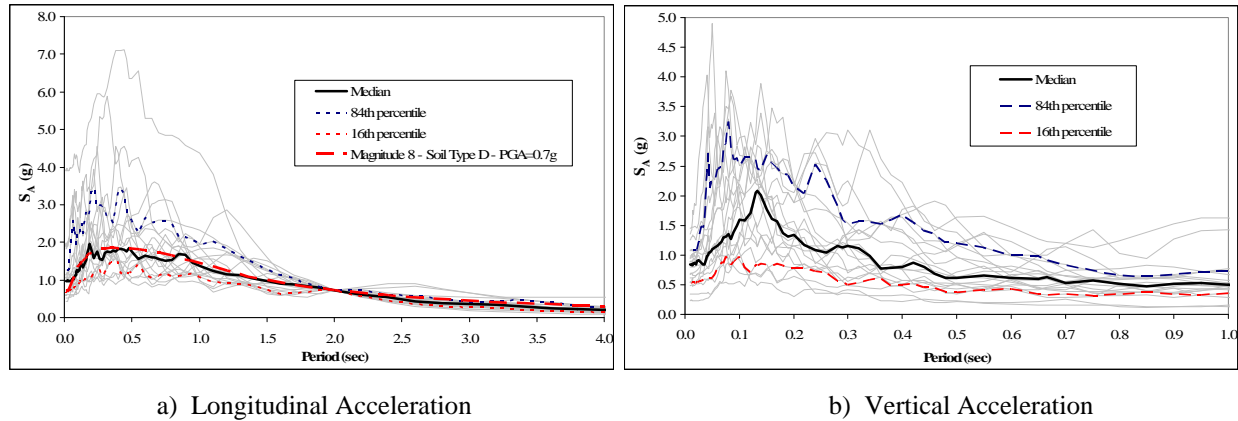 8.0
7.0
6.0
5.0
4.0
3.0
2.0
1.0
0.0
S_A (g)
Median
84th percentile
16th percentile
Magnitude 8 - Soil Type D - PGA=0.7g
0.0 0.5 1.0 1.5 2.0 2.5 3.0 3.5 4.0
Period (sec)
5.0
4.5
4.0
3.5
3.0
2.5
2.0
1.5
1.0
0.5
0.0
S_A (g)
Median
84th percentile
16th percentile
0.0 0.1 0.2 0.3 0.4 0.5 0.6 0.7 0.8 0.9 1.0
Period (sec)
a) Longitudinal Acceleration
b) Vertical Acceleration